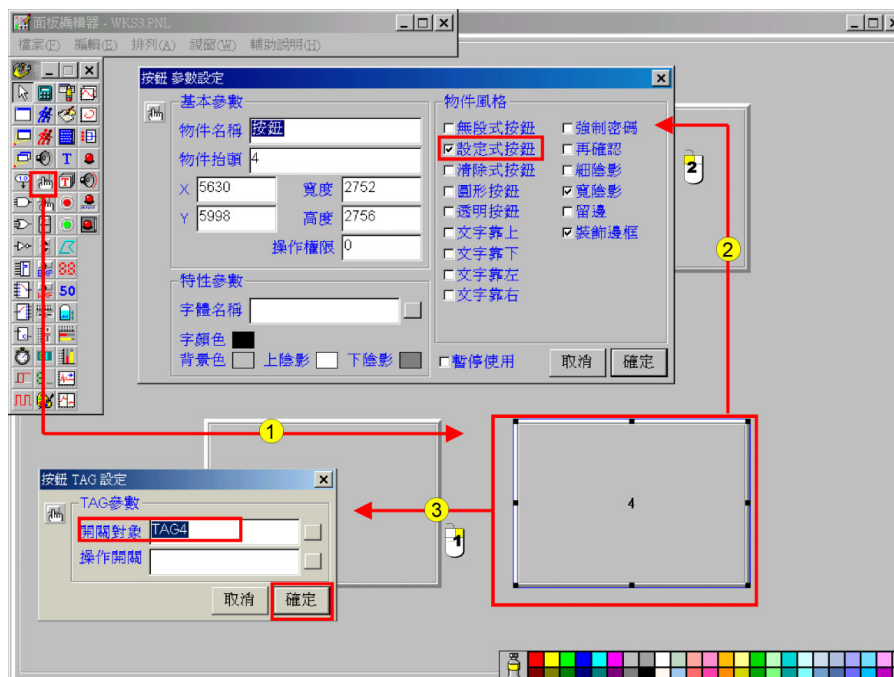 面板編輯器 - WKS3.PNL
檔案(F) 編輯(E) 排列(A) 視窗(W) 輔助說明(H)
按鈕 參數設定
基本參數
物件名稱 按鈕
物件抬頭 4
X 5630 寬度 2752
Y 5998 高度 2756
操作權限 0
特性參數
字體名稱
字顏色
背景色 上陰影 下陰影
物件風格
無段式按鈕 強制密碼
設定式按鈕 再確認
清除式按鈕 細陰影
圓形按鈕 寬陰影
透明按鈕 留邊
文字靠上 裝飾邊框
文字靠下
文字靠左
文字靠右
暫停使用 取消 確定
2
2
T
50
1
4
按鈕 TAG 設定
TAG參數
開關對象 TAG4
操作開關
取消 確定
3
1